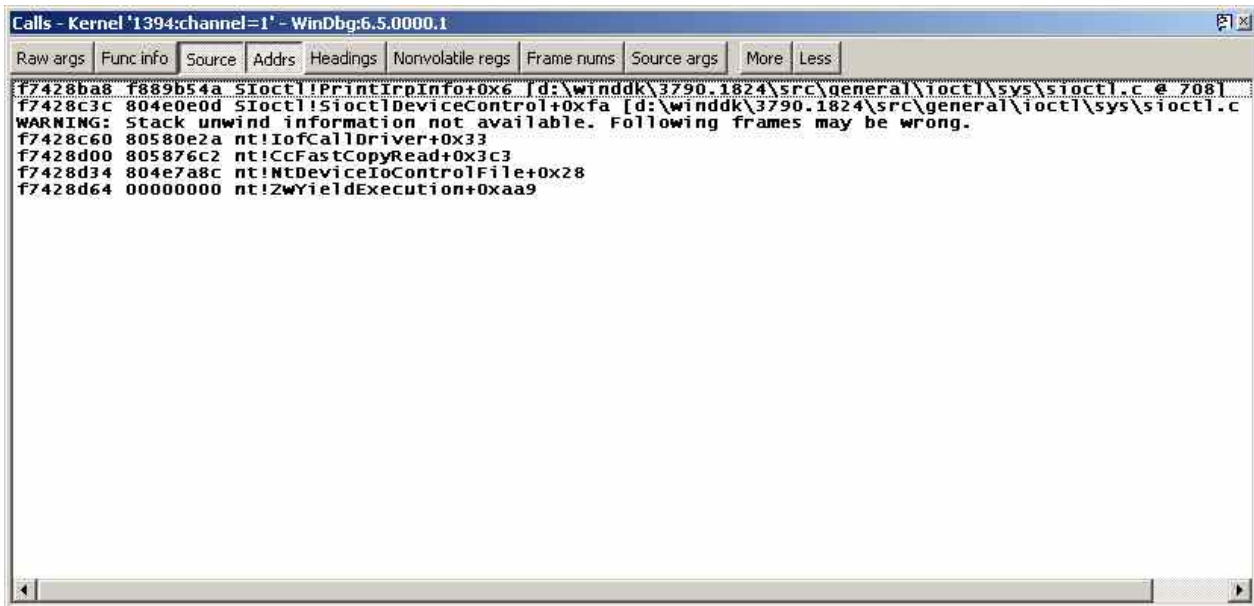 Calls - Kernel '1394:channel=1' - WinDbg:6.5.0000.1
Raw args Func info Source Addrs Headings Nonvolatile regs Frame nums Source args More Less
f7428ba8 f889b54a SIoctl!PrintIrpInfo+0x6 [d:\winddk\3790.1824\src\general\ioctl\sys\sioctl.c @ 708]
f7428c3c 804e0e0d SIoctl!SioctlDeviceControl+0xfa [d:\winddk\3790.1824\src\general\ioctl\sys\sioctl.c
WARNING: Stack unwind information not available. Following frames may be wrong.
f7428c60 80580e2a nt!IofCallDriver+0x33
f7428d00 805876c2 nt!CcFastCopyRead+0x3c3
f7428d34 804e7a8c nt!NtDeviceIoControlFile+0x28
f7428d64 00000000 nt!ZwYieldExecution+0xaa9